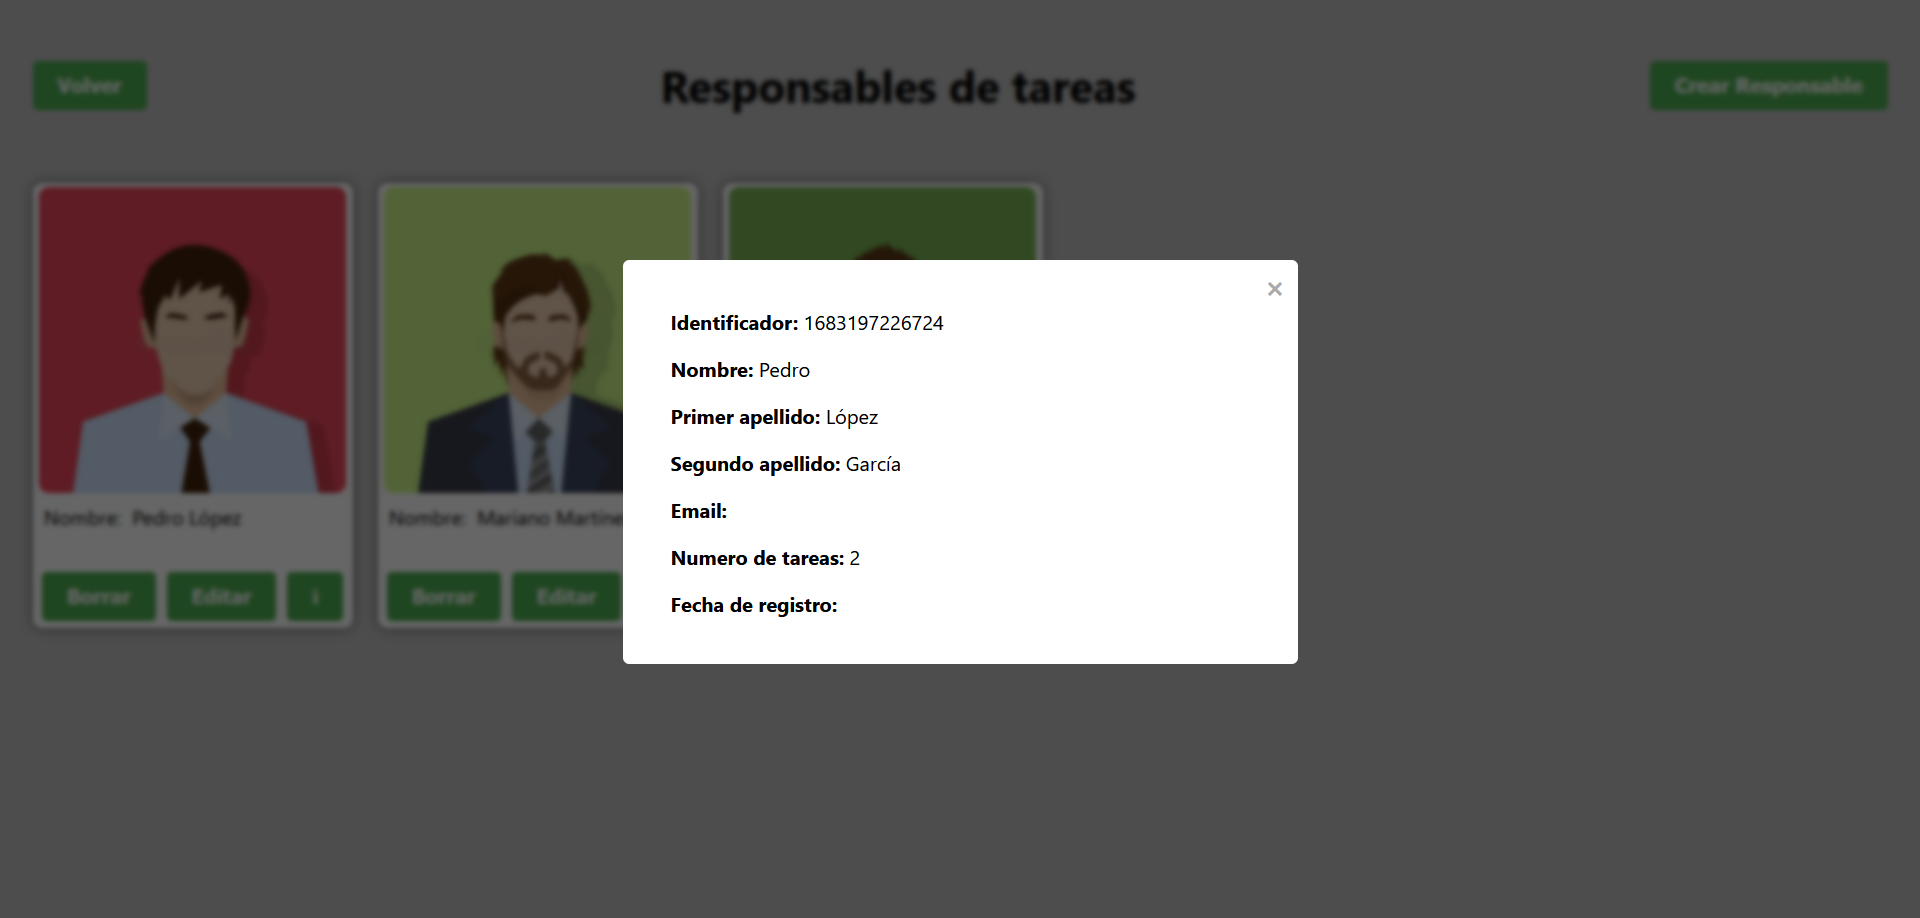 Volver
Responsables de tareas
Crear Responsable
×
Identificador: 1683197226724
Nombre: Pedro
Primer apellido: López
Segundo apellido: García
Email:
Numero de tareas: 2
Fecha de registro:
Nombre: Pedro López
Nombre: Mariano Martíne
Borrar
Editar
i
Borrar
Editar